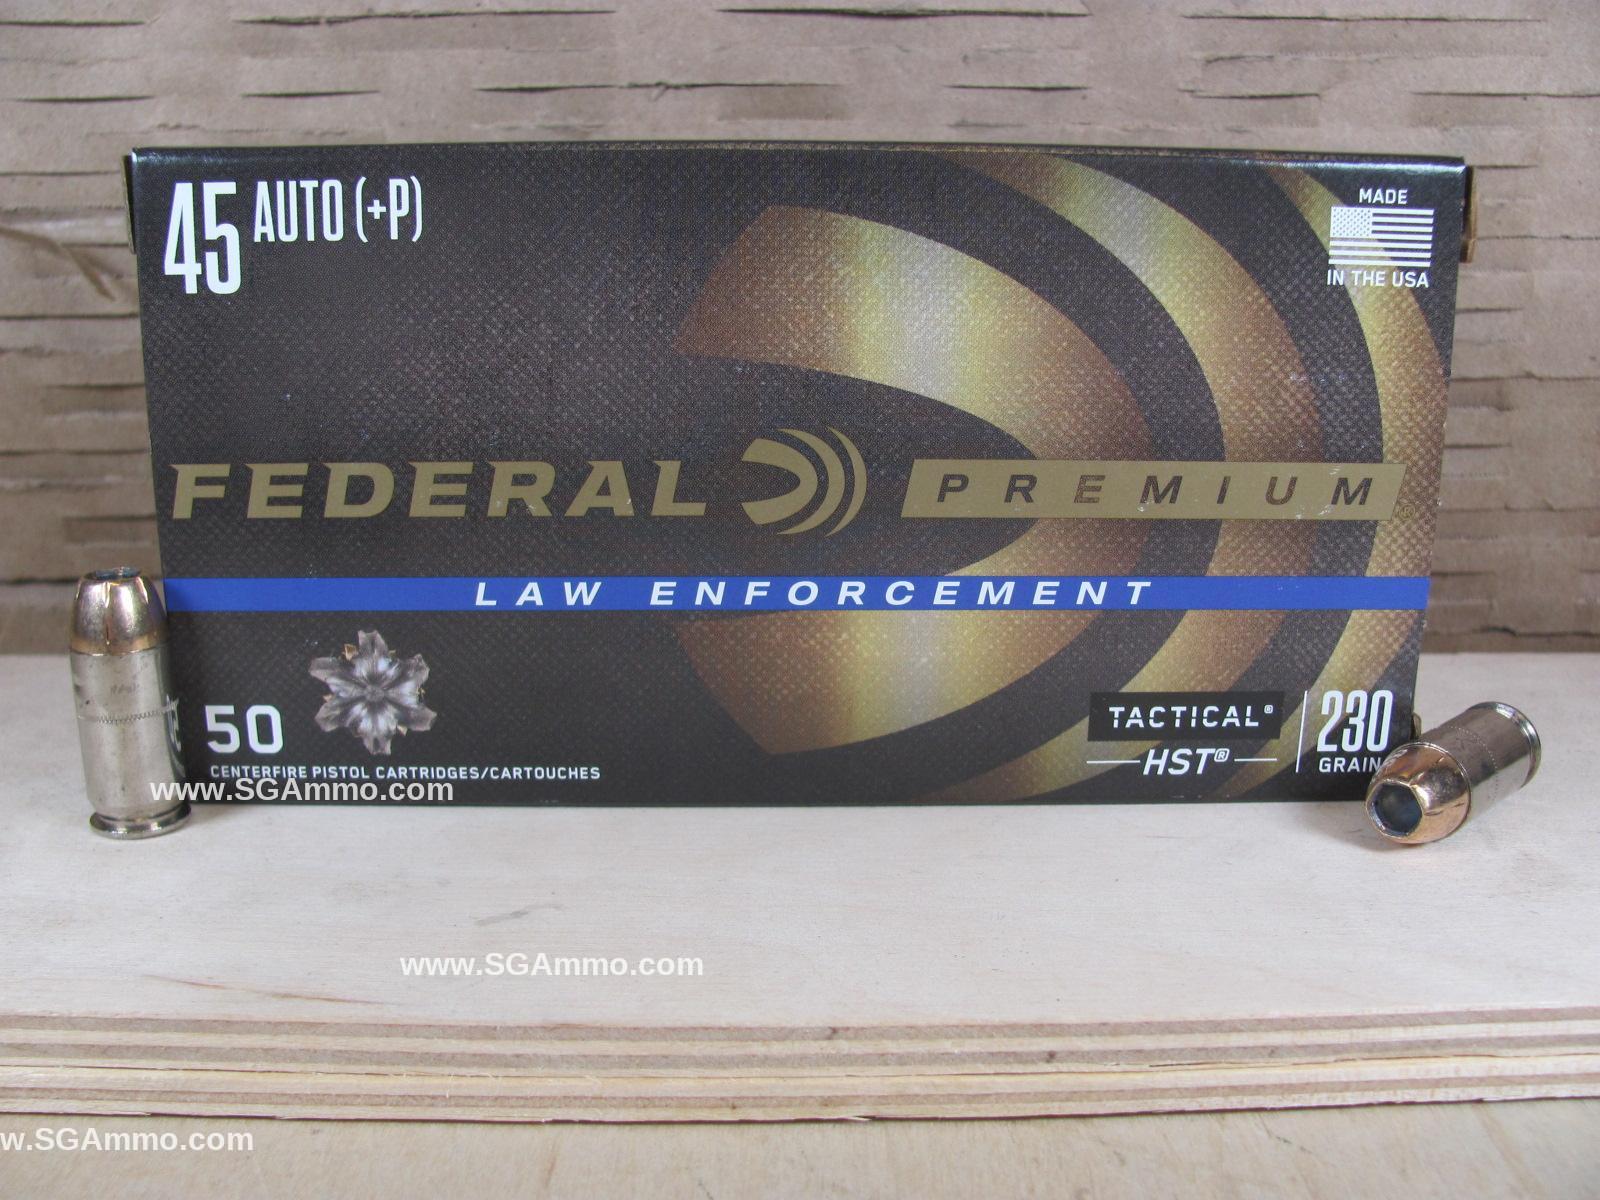 45 AUTO (+P)
MADE
IN THE USA
FEDERAL PREMIUM®
LAW ENFORCEMENT
50
CENTERFIRE PISTOL CARTRIDGES/CARTOUCHES
TACTICAL®
HST®
230
GRAIN
www.SGAmmo.com
www.SGAmmo.com
w.SGAmmo.com